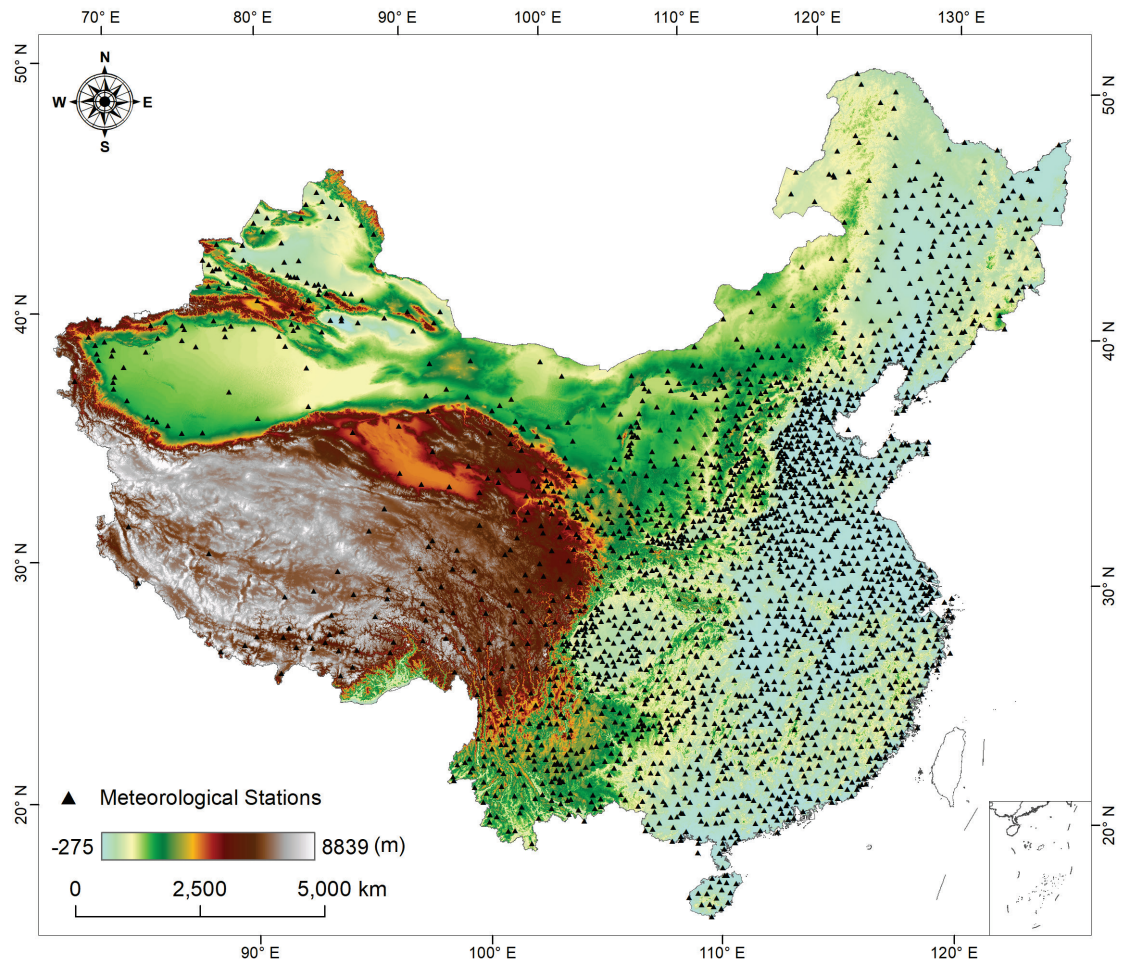 70° E 80° E 90° E 100° E 110° E 120° E 130° E
50° N
50° N
N
W E
S
40° N
40° N
30° N
30° N
20° N
20° N
Meteorological Stations
-275 8839 (m)
0 2,500 5,000 km
90° E 100° E 110° E 120° E